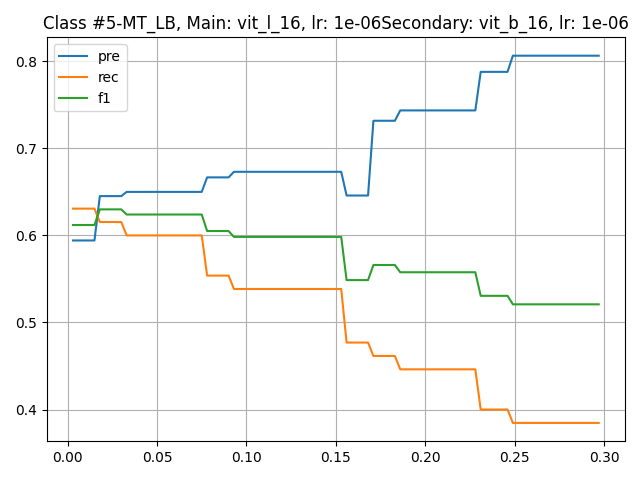 Class #5-MT_LB, Main: vit_l_16, lr: 1e-06Secondary: vit_b_16, lr: 1e-06
pre
rec
f1
0.8
0.7
0.6
0.5
0.4
0.00 0.05 0.10 0.15 0.20 0.25 0.30